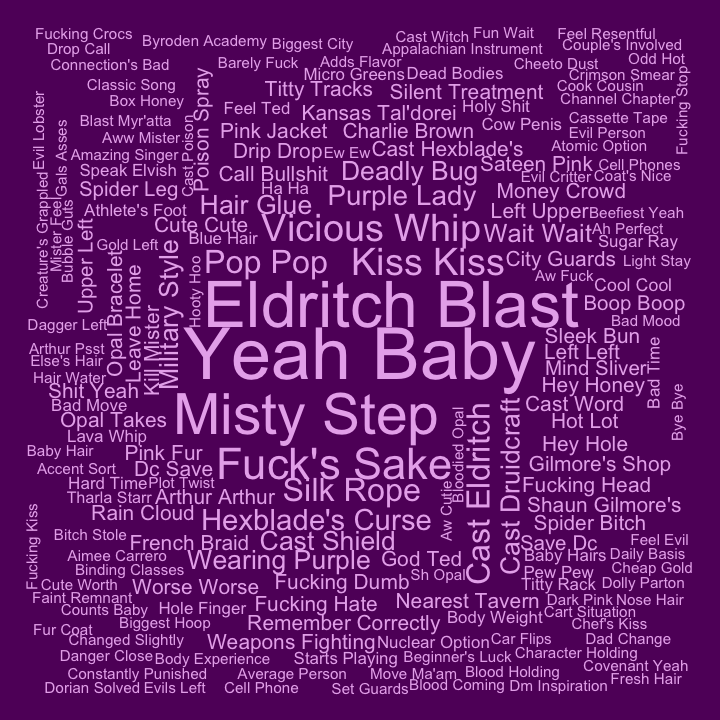 Fucking Crocs
Byroden Academy
Biggest City
Cast Witch
Fun Wait
Feel Resentful
Drop Call
Appalachian Instrument
Couple's Involved
Connection's Bad
Barely Fuck
Adds Flavor
Cheeto Dust
Odd Hot
Classic Song
Micro Greens
Dead Bodies
Crimson Smear
Box Honey
Titty Tracks
Silent Treatment
Cook Cousin
Channel Chapter
Fucking Stop
Evil Lobster
Poison Spray
Feel Ted
Kansas Tal'dorei
Holy Shit
Cassette Tape
Blast Myr'atta
Pink Jacket
Charlie Brown
Cow Penis
Evil Person
Aww Mister
Cast Poison
Drip Drop
Ew Ew
Cast Hexblade's
Atomic Option
Amazing Singer
Gals Asses
Speak Elvish
Call Bullshit
Deadly Bug
Sateen Pink
Cell Phones
Evil Critter
Coat's Nice
Spider Leg
Ha Ha
Purple Lady
Money Crowd
Creature's Grappled
Mister Feel
Bubble Guts
Athlete's Foot
Hair Glue
Left Upper
Beefiest Yeah
Cute Cute
Vicious Whip
Wait Wait
Ah Perfect
Upper Left
Gold Left
Blue Hair
Sugar Ray
Opal Bracelet
Leave Home
Military Style
Hooty Hoo
Pop Pop
Kiss Kiss
City Guards
Light Stay
Aw Fuck
Cool Cool
Kill Mister
Eldritch Blast
Boop Boop
Dagger Left
Bad Mood
Yeah Baby
Sleek Bun
Arthur Psst
Left Left
Bad Time
Else's Hair
Mind Sliver
Hair Water
Hey Honey
Bye Bye
Shit Yeah
Bad Move
Misty Step
Cast Word
Opal Takes
Hot Lot
Lava Whip
Bloodied Opal
Cast Eldritch
Cast Druidcraft
Hey Hole
Baby Hair
Pink Fur
Fuck's Sake
Gilmore's Shop
Accent Sort
Dc Save
Hard Time
Plot Twist
Silk Rope
Fucking Head
Tharla Starr
Arthur Arthur
Aw Cutie
Shaun Gilmore's
Rain Cloud
Hexblade's Curse
Spider Bitch
Fucking Kiss
Bitch Stole
French Braid
Cast Shield
Save Dc
Feel Evil
Aimee Carrero
Wearing Purple
God Ted
Baby Hairs
Daily Basis
Binding Classes
Sh Opal
Pew Pew
Cheap Gold
Cute Worth
Worse Worse
Fucking Dumb
Titty Rack
Dolly Parton
Faint Remnant
Fucking Hate
Nearest Tavern
Dark Pink
Nose Hair
Counts Baby
Hole Finger
Body Weight
Cart Situation
Biggest Hoop
Remember Correctly
Chef's Kiss
Fur Coat
Changed Slightly
Weapons Fighting
Nuclear Option
Car Flips
Dad Change
Danger Close
Body Experience
Starts Playing
Beginner's Luck
Character Holding
Constantly Punished
Average Person
Move Ma'am
Blood Holding
Covenant Yeah
Dorian Solved
Evils Left
Cell Phone
Set Guards
Blood Coming
Dm Inspiration
Fresh Hair